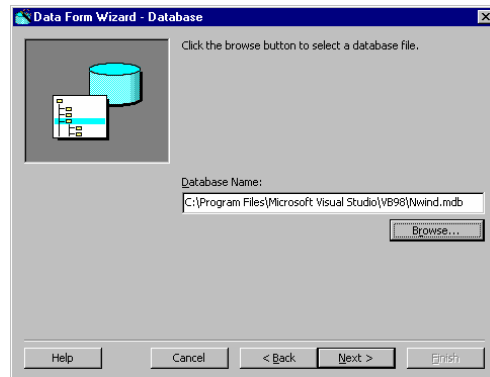 Data Form Wizard - Database
Click the browse button to select a database file.
Database Name:
C:\Program Files\Microsoft Visual Studio\VB98\Nwind.mdb
Browse...
Help
Cancel
< Back
Next >
Finish